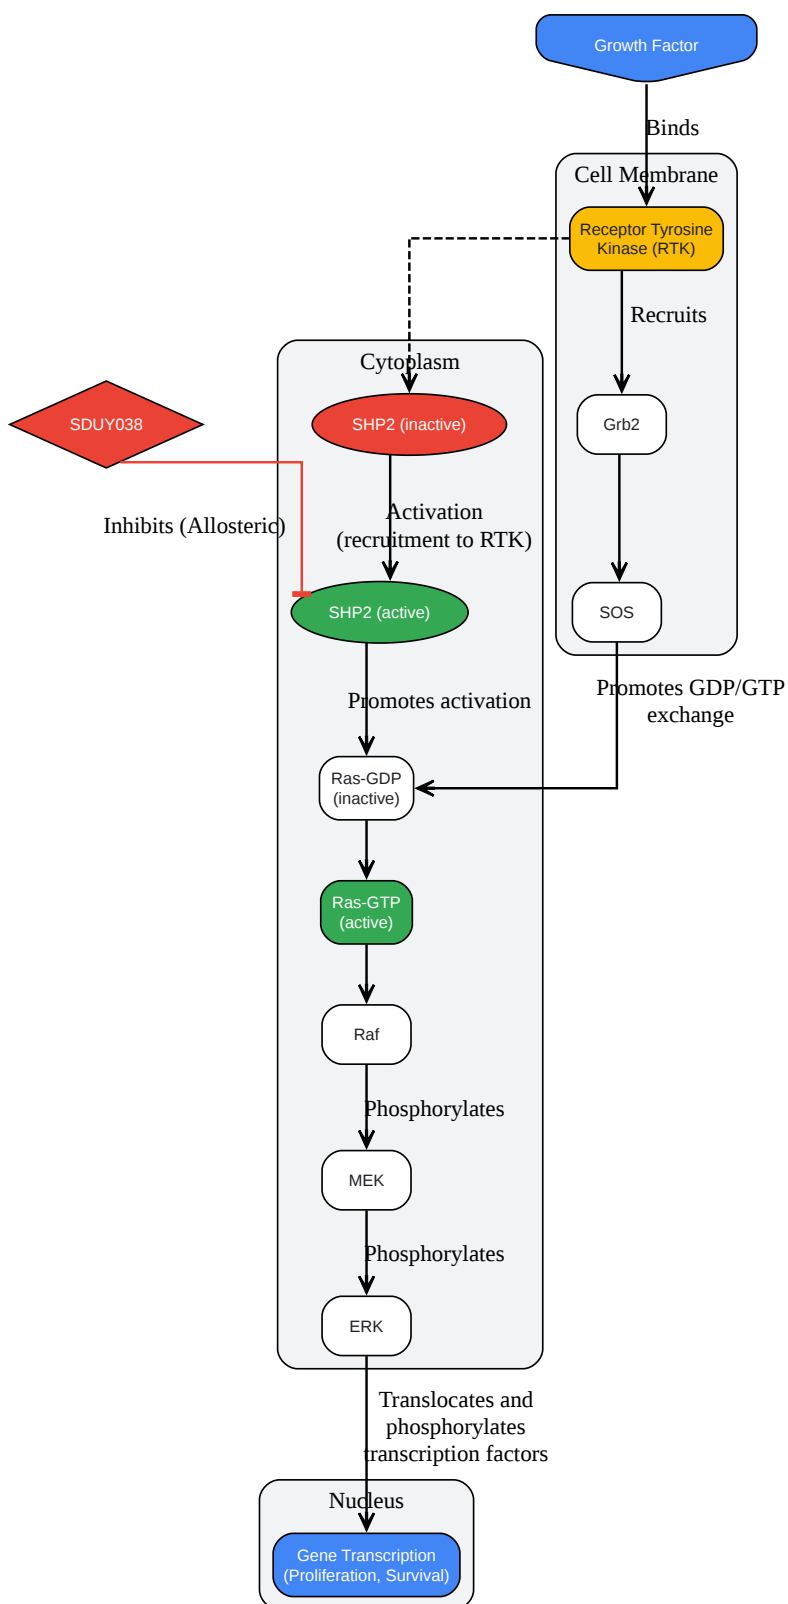 Growth Factor
Binds
Cell Membrane
Receptor Tyrosine
Kinase (RTK)
Recruits
Cytoplasm
SDUY038
SHP2 (inactive)
Grb2
Inhibits (Allosteric)
Activation
(recruitment to RTK)
SHP2 (active)
SOS
Promotes activation
Promotes GDP/GTP
exchange
Ras-GDP
(inactive)
Ras-GTP
(active)
Raf
Phosphorylates
MEK
Phosphorylates
ERK
Translocates and
phosphorylates
transcription factors
Nucleus
Gene Transcription
(Proliferation, Survival)